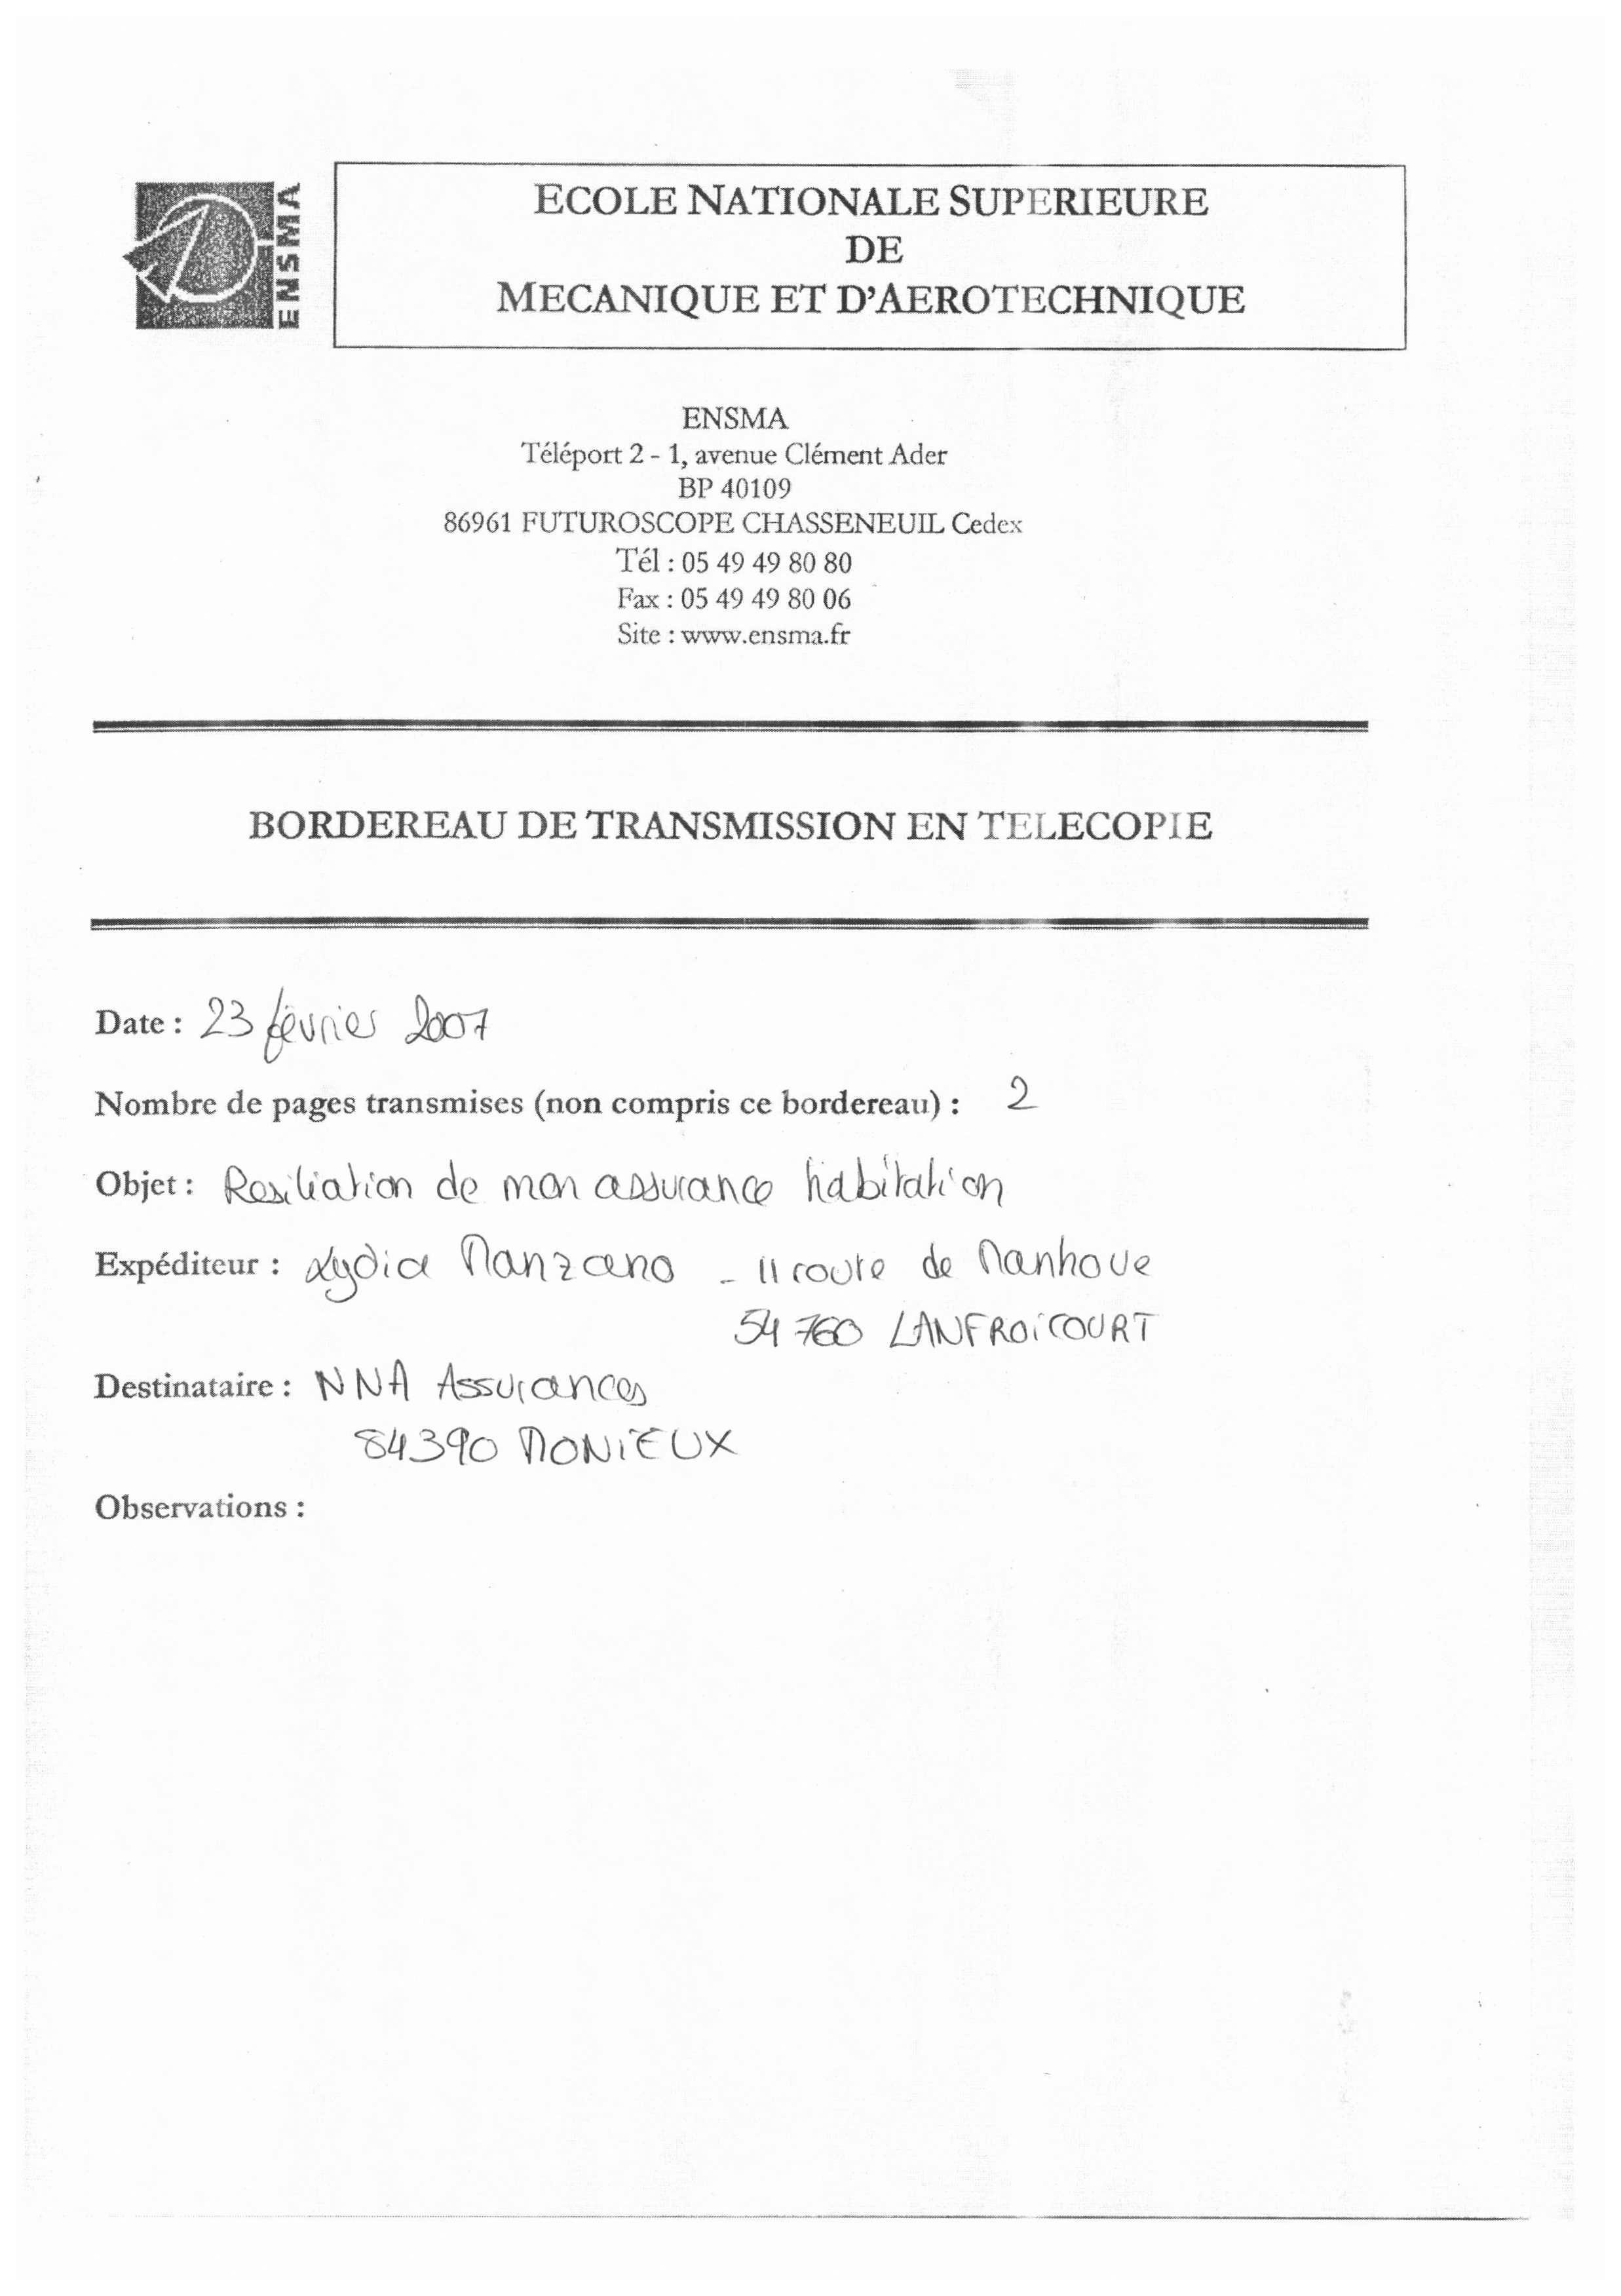 ENSMA
ECOLE NATIONALE SUPERIEURE
DE
MECANIQUE ET D'AEROTECHNIQUE
ENSMA
Téléport 2 - 1, avenue Clément Ader
BP 40109
86961 FUTUROSCOPE CHASSENEUIL Cedex
Tél : 05 49 49 80 80
Fax : 05 49 49 80 06
Site : www.ensma.fr
BORDEREAU DE TRANSMISSION EN TELECOPIE
Date : 23 février 2007
Nombre de pages transmises (non compris ce bordereau) : 2
Objet : Resiliation de mon assurance habitation
Expéditeur : Lydia Manzano - 11 route de Manhoue
54 760 LANFROiCOURT
Destinataire : NNA Assurances
84390 MONiEUX
Observations :